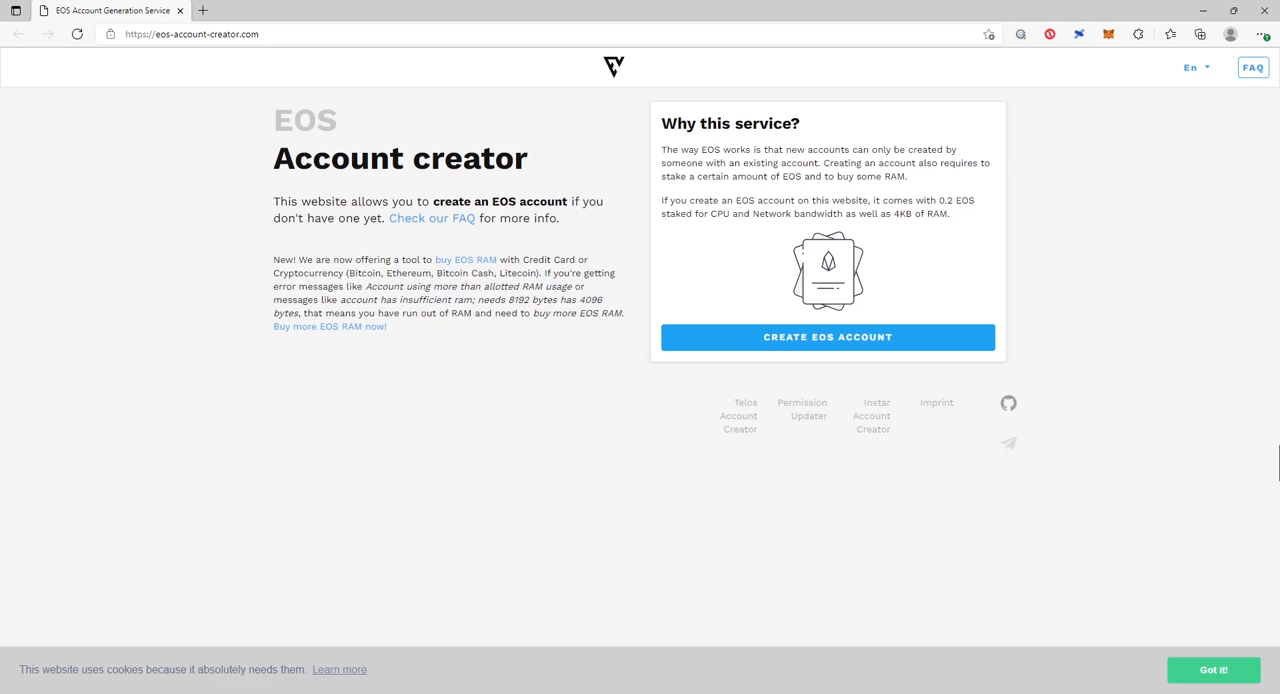 EOS Account Generation Service
https://eos-account-creator.com
En
FAQ
EOS
Account creator
This website allows you to create an EOS account if you
don't have one yet. Check our FAQ for more info.
New! We are now offering a tool to buy EOS RAM with Credit Card or
Cryptocurrency (Bitcoin, Ethereum, Bitcoin Cash, Litecoin). If you're getting
error messages like Account using more than allotted RAM usage or
messages like account has insufficient ram; needs 8192 bytes has 4096
bytes, that means you have run out of RAM and need to buy more EOS RAM.
Buy more EOS RAM now!
Why this service?
The way EOS works is that new accounts can only be created by
someone with an existing account. Creating an account also requires to
stake a certain amount of EOS and to buy some RAM.
If you create an EOS account on this website, it comes with 0.2 EOS
staked for CPU and Network bandwidth as well as 4KB of RAM.
CREATE EOS ACCOUNT
Telos
Account
Creator
Permission
Updater
Instar
Account
Creator
Imprint
This website uses cookies because it absolutely needs them. Learn more
Got it!